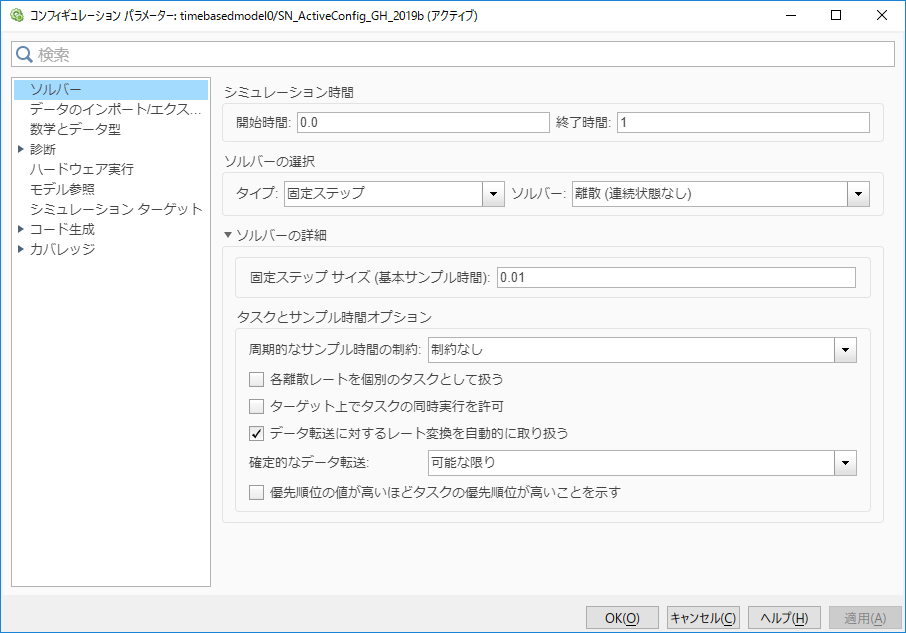 コンフィギュレーション パラメーター: timebasedmodel0/SN_ActiveConfig_GH_2019b (アクティブ)
検索
ソルバー
データのインポート/エクス...
数学とデータ型
診断
ハードウェア実行
モデル参照
シミュレーション ターゲット
コード生成
カバレッジ
シミュレーション時間
開始時間: 0.0 終了時間: 1
ソルバーの選択
タイプ: 固定ステップ ソルバー: 離散 (連続状態なし)
ソルバーの詳細
固定ステップ サイズ (基本サンプル時間): 0.01
タスクとサンプル時間オプション
周期的なサンプル時間の制約: 制約なし
各離散レートを個別のタスクとして扱う
ターゲット上でタスクの同時実行を許可
データ転送に対するレート変換を自動的に取り扱う
確定的なデータ転送: 可能な限り
優先順位の値が高いほどタスクの優先順位が高いことを示す
OK(O) キャンセル(C) ヘルプ(H) 適用(A)